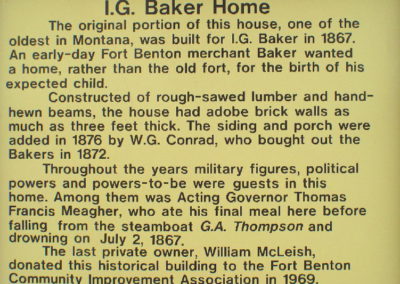 I.G. Baker Home
The original portion of this house, one of the
oldest in Montana, was built for I.G. Baker in 1867.
An early-day Fort Benton merchant Baker wanted
a home, rather than the old fort, for the birth of his
expected child.
Constructed of rough-sawed lumber and hand-
hewn beams, the house had adobe brick walls as
much as three feet thick. The siding and porch were
added in 1876 by W.G. Conrad, who bought out the
Bakers in 1872.
Throughout the years military figures, political
powers and powers-to-be were guests in this
home. Among them was Acting Governor Thomas
Francis Meagher, who ate his final meal here before
falling from the steamboat G.A. Thompson and
drowning on July 2, 1867.
The last private owner, William McLeish,
donated this historical building to the Fort Benton
Community Improvement Association in 1969.